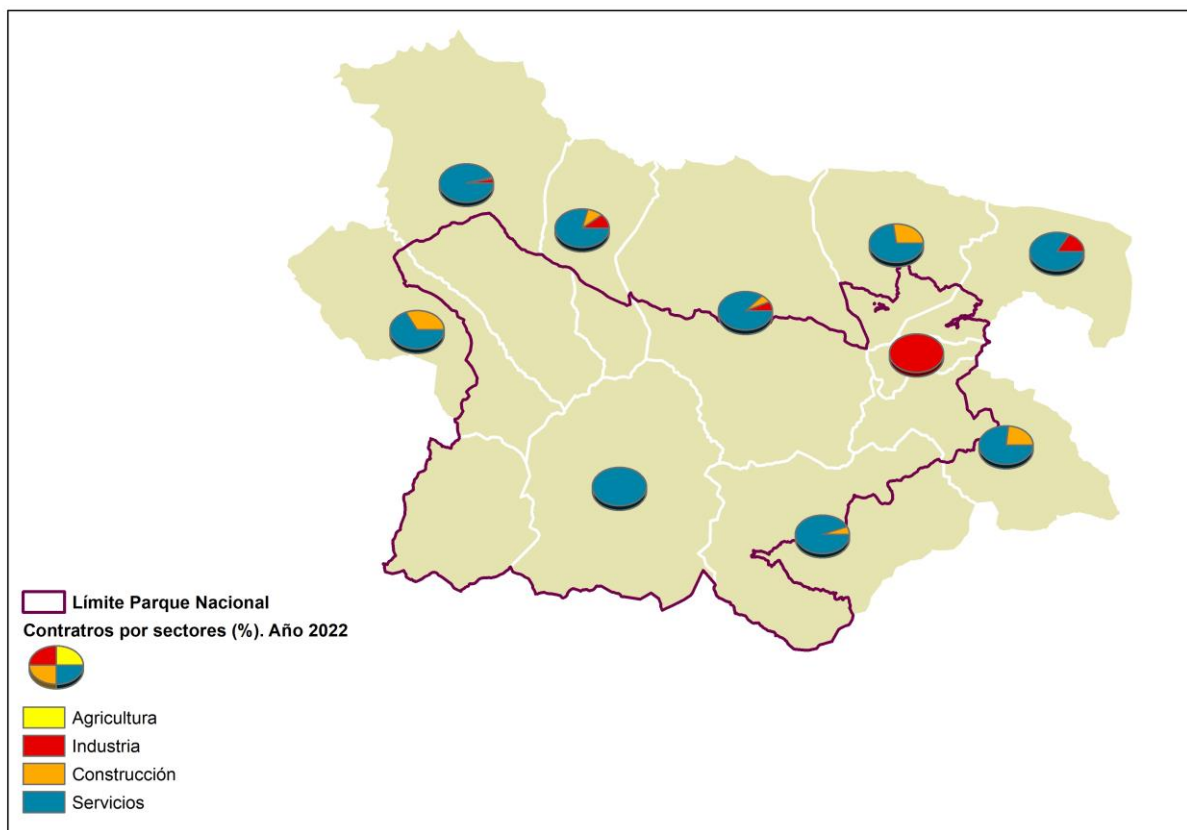 Límite Parque Nacional
Contratros por sectores (%). Año 2022
Agricultura
Industria
Construcción
Servicios